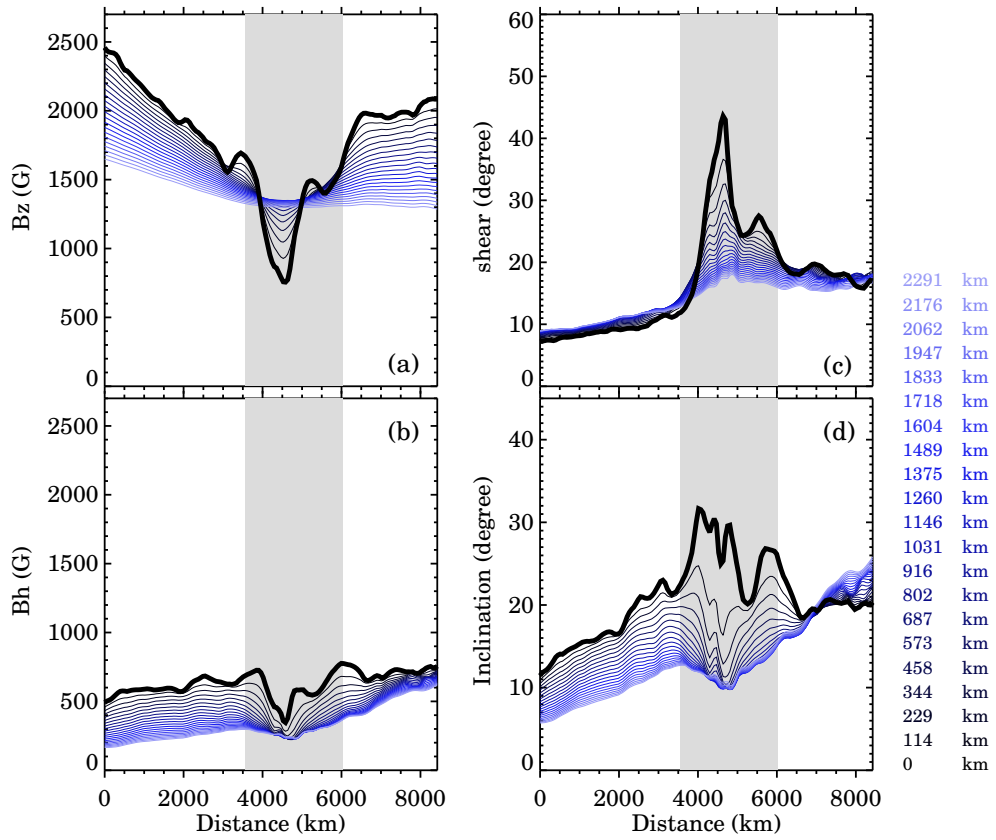 2500
2000
1500
1000
500
0
Bz (G)
(a)
60
50
40
30
20
10
0
shear (degree)
(c)
2500
2000
1500
1000
500
0
Bh (G)
(b)
0 2000 4000 6000 8000
Distance (km)
40
30
20
10
0
Inclination (degree)
(d)
0 2000 4000 6000 8000
Distance (km)
2291 km
2176 km
2062 km
1947 km
1833 km
1718 km
1604 km
1489 km
1375 km
1260 km
1146 km
1031 km
916 km
802 km
687 km
573 km
458 km
344 km
229 km
114 km
0 km